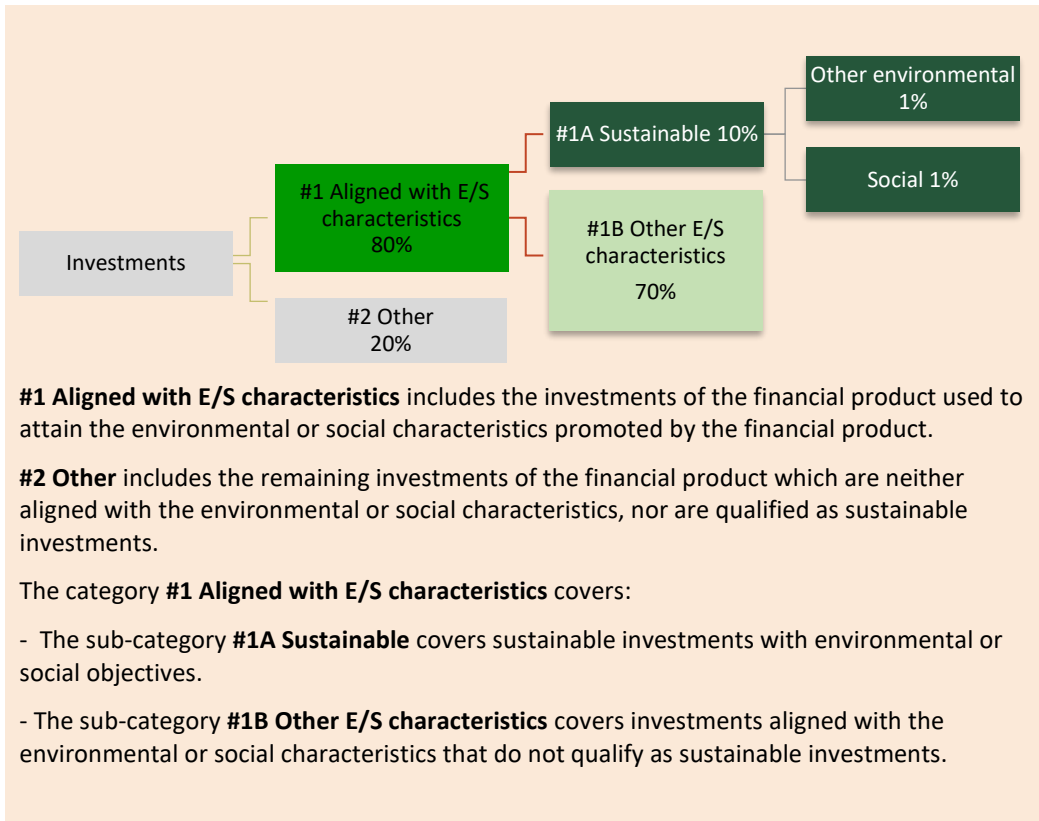 Other environmental
1%
#1A Sustainable 10%
Social 1%
#1 Aligned with E/S
characteristics
80%
#1B Other E/S
characteristics
70%
Investments
#2 Other
20%
#1 Aligned with E/S characteristics includes the investments of the financial product used to
attain the environmental or social characteristics promoted by the financial product.
#2 Other includes the remaining investments of the financial product which are neither
aligned with the environmental or social characteristics, nor are qualified as sustainable
investments.
The category #1 Aligned with E/S characteristics covers:
- The sub-category #1A Sustainable covers sustainable investments with environmental or
social objectives.
- The sub-category #1B Other E/S characteristics covers investments aligned with the
environmental or social characteristics that do not qualify as sustainable investments.